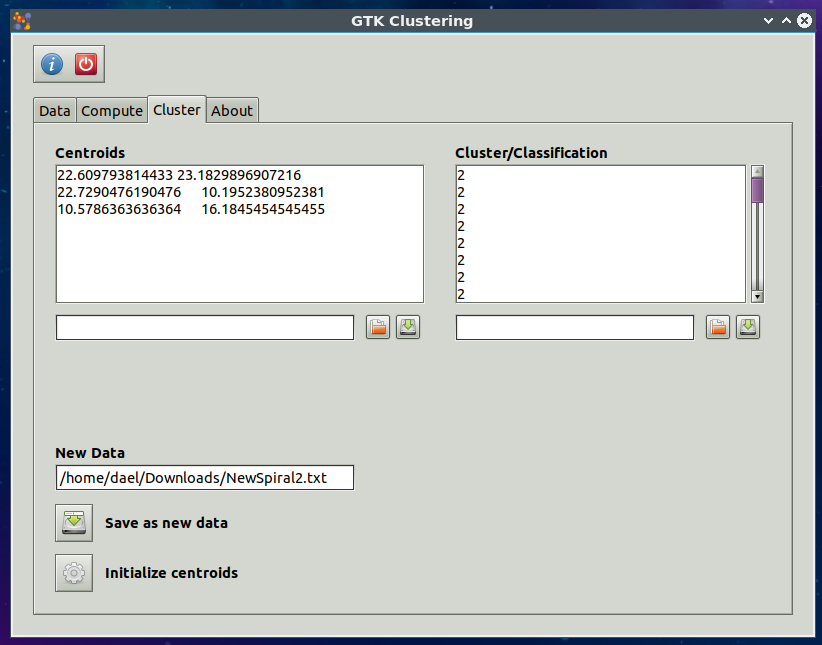 GTK Clustering
Data Compute Cluster About
Centroids
22.609793814433 23.1829896907216
22.7290476190476 10.1952380952381
10.5786363636364 16.1845454545455
Cluster/Classification
2
2
2
2
2
2
2
2
New Data
/home/dael/Downloads/NewSpiral2.txt
Save as new data
Initialize centroids